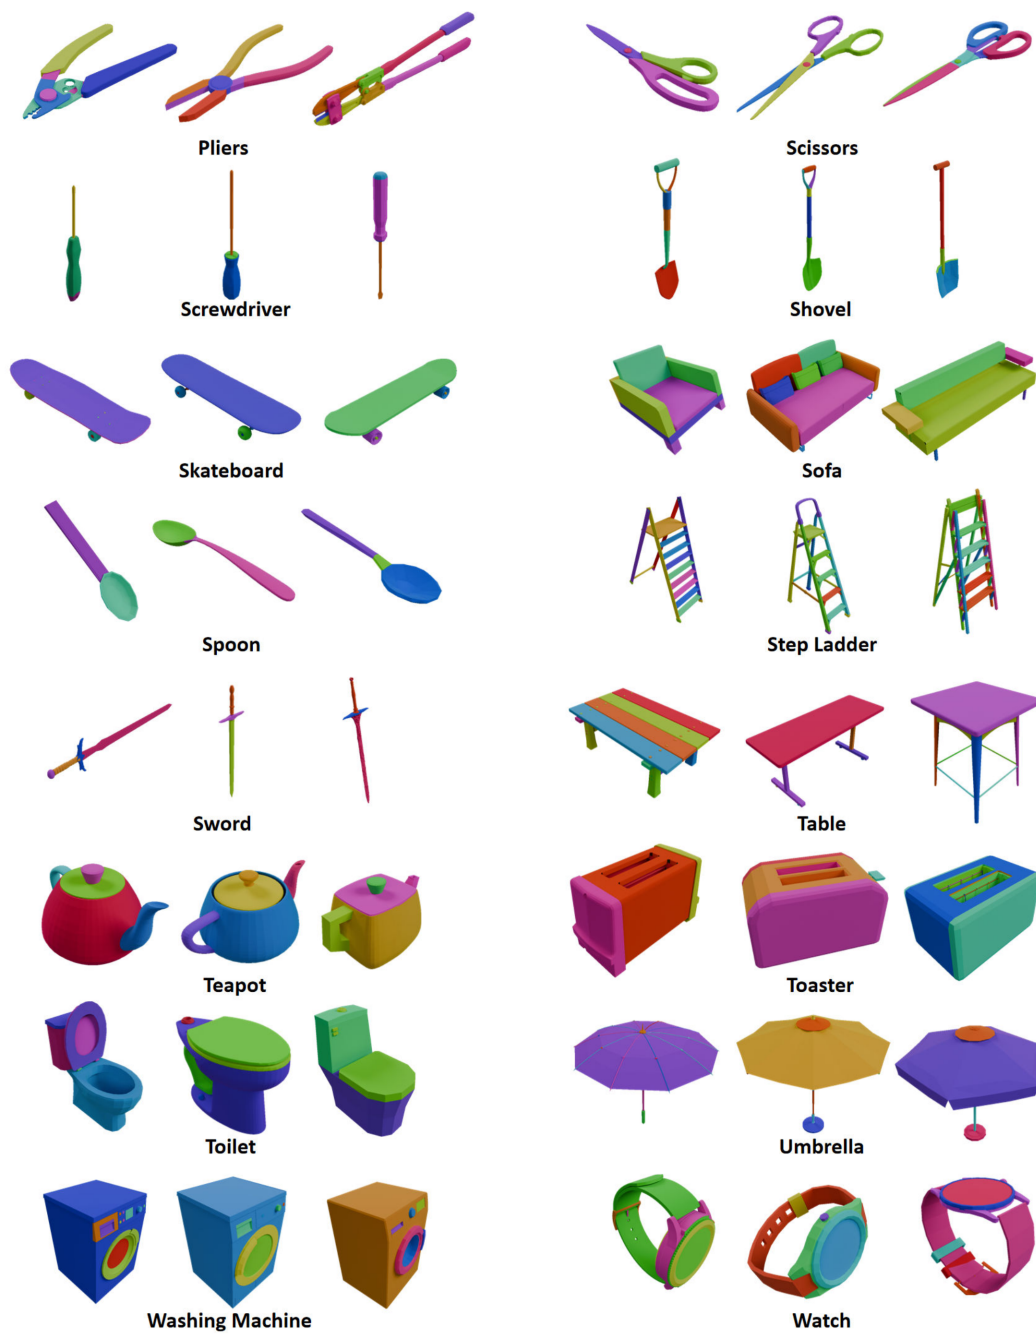 Pliers
Scissors
Screwdriver
Shovel
Skateboard
Sofa
Spoon
Step Ladder
Sword
Table
Teapot
Toaster
Toilet
Umbrella
Washing Machine
Watch